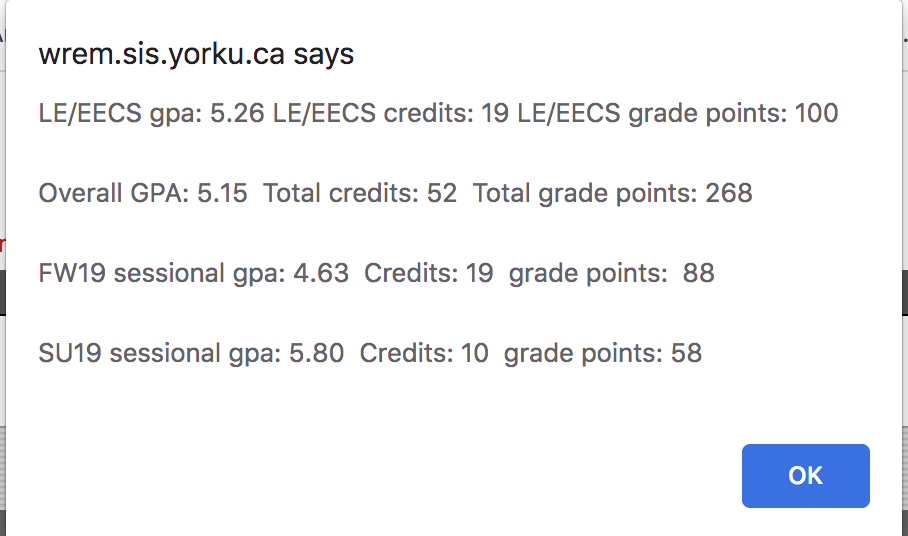 wrem.sis.yorku.ca says
LE/EECS gpa: 5.26 LE/EECS credits: 19 LE/EECS grade points: 100
Overall GPA: 5.15  Total credits: 52  Total grade points: 268
FW19 sessional gpa: 4.63  Credits: 19  grade points:  88
SU19 sessional gpa: 5.80  Credits: 10  grade points: 58
OK